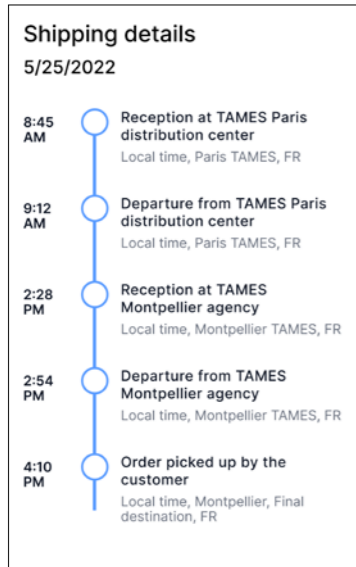 Shipping details
5/25/2022
8:45
AM
Reception at TAMES Paris
distribution center
Local time, Paris TAMES, FR
9:12
AM
Departure from TAMES Paris
distribution center
Local time, Paris TAMES, FR
2:28
PM
Reception at TAMES
Montpellier agency
Local time, Montpellier TAMES, FR
2:54
PM
Departure from TAMES
Montpellier agency
Local time, Montpellier TAMES, FR
4:10
PM
Order picked up by the
customer
Local time, Montpellier, Final
destination, FR